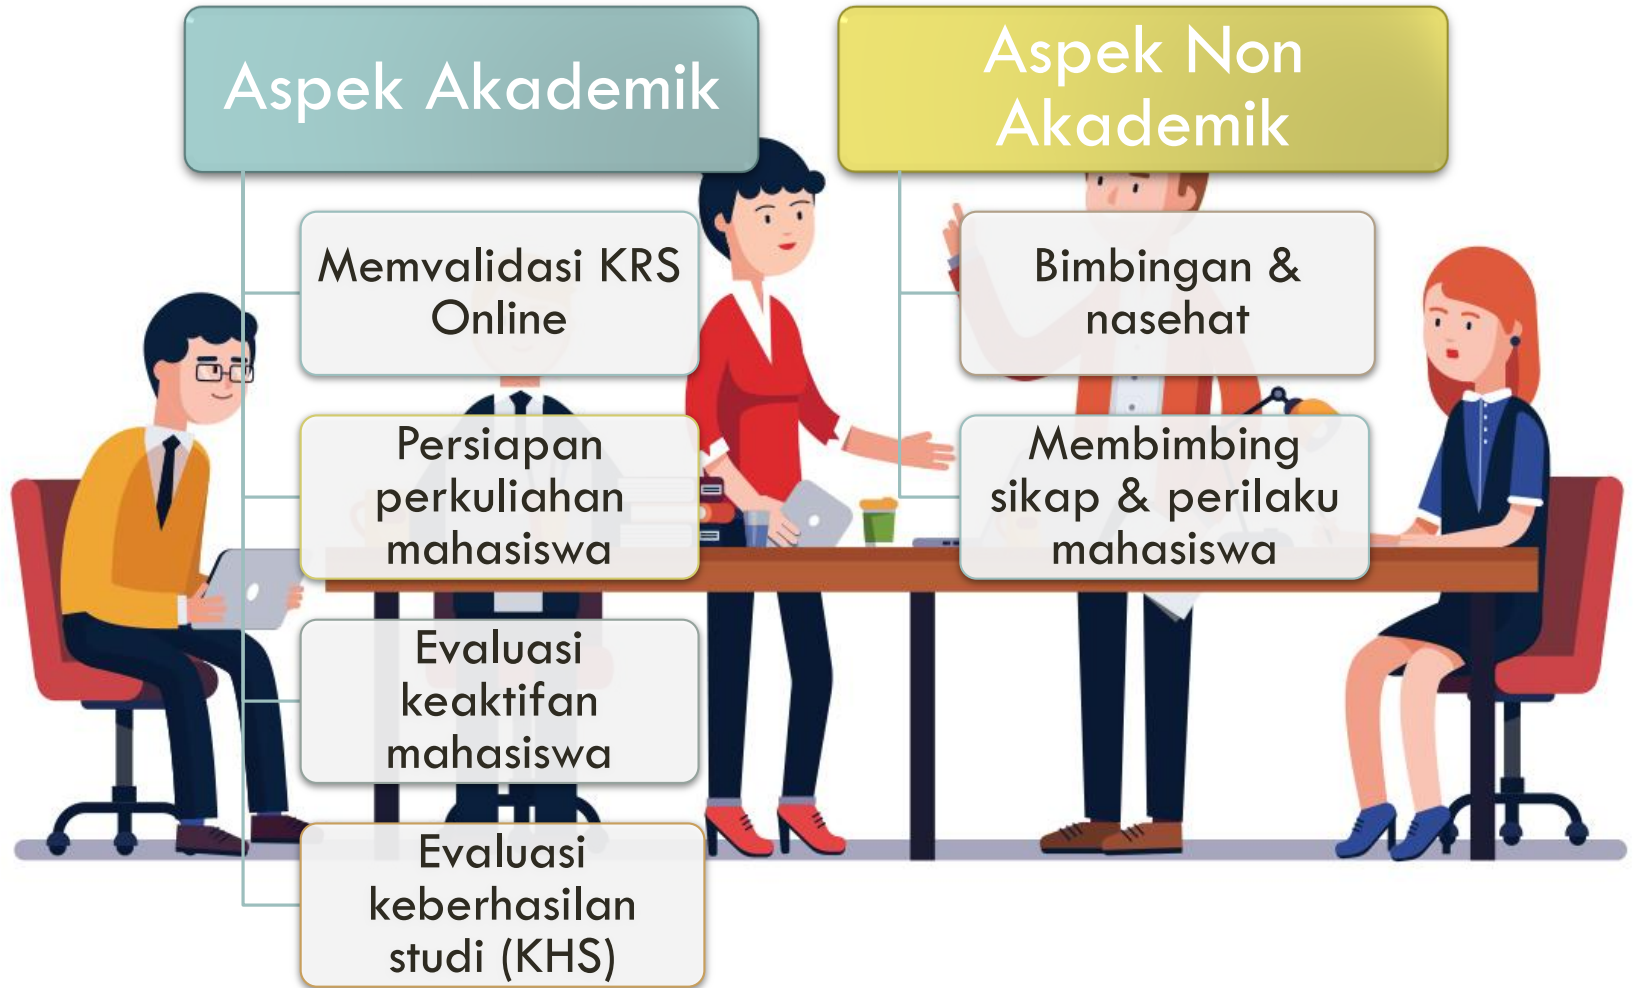 Aspek Akademik
Memvalidasi KRS
Online
Persiapan
perkuliahan
mahasiswa
Evaluasi
keaktifan
mahasiswa
Evaluasi
keberhasilan
studi (KHS)
Aspek Non
Akademik
Bimbingan &
nasehat
Membimbing
sikap & perilaku
mahasiswa